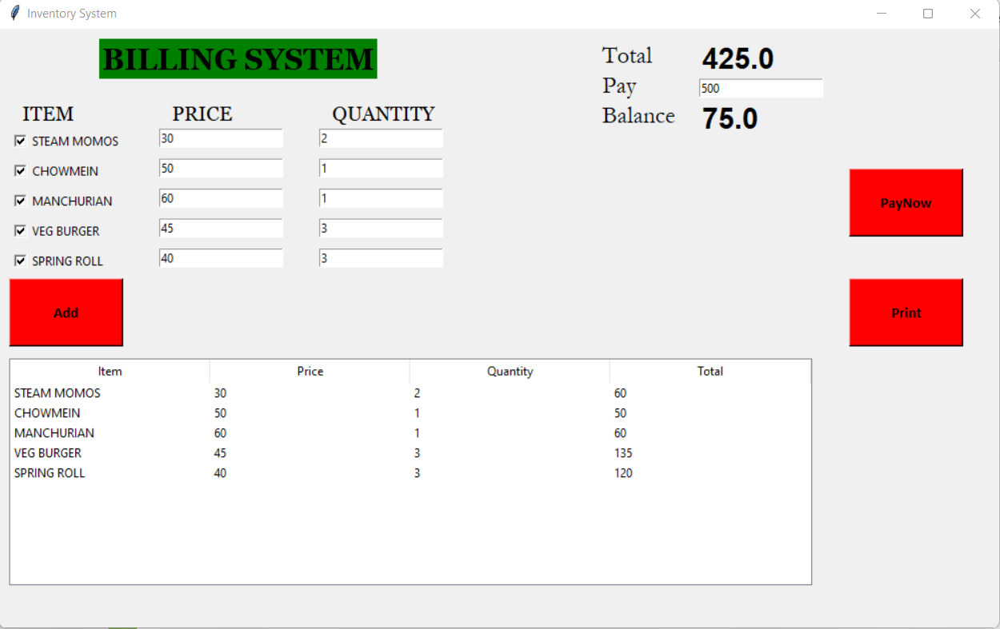 Inventory System
BILLING SYSTEM
Total 425.0
Pay 500
Balance 75.0
ITEM PRICE QUANTITY
STEAM MOMOS 30 2
CHOWMEIN 50 1
MANCHURIAN 60 1
VEG BURGER 45 3
SPRING ROLL 40 3
PayNow
Add
Print
Item Price Quantity Total
STEAM MOMOS 30 2 60
CHOWMEIN 50 1 50
MANCHURIAN 60 1 60
VEG BURGER 45 3 135
SPRING ROLL 40 3 120